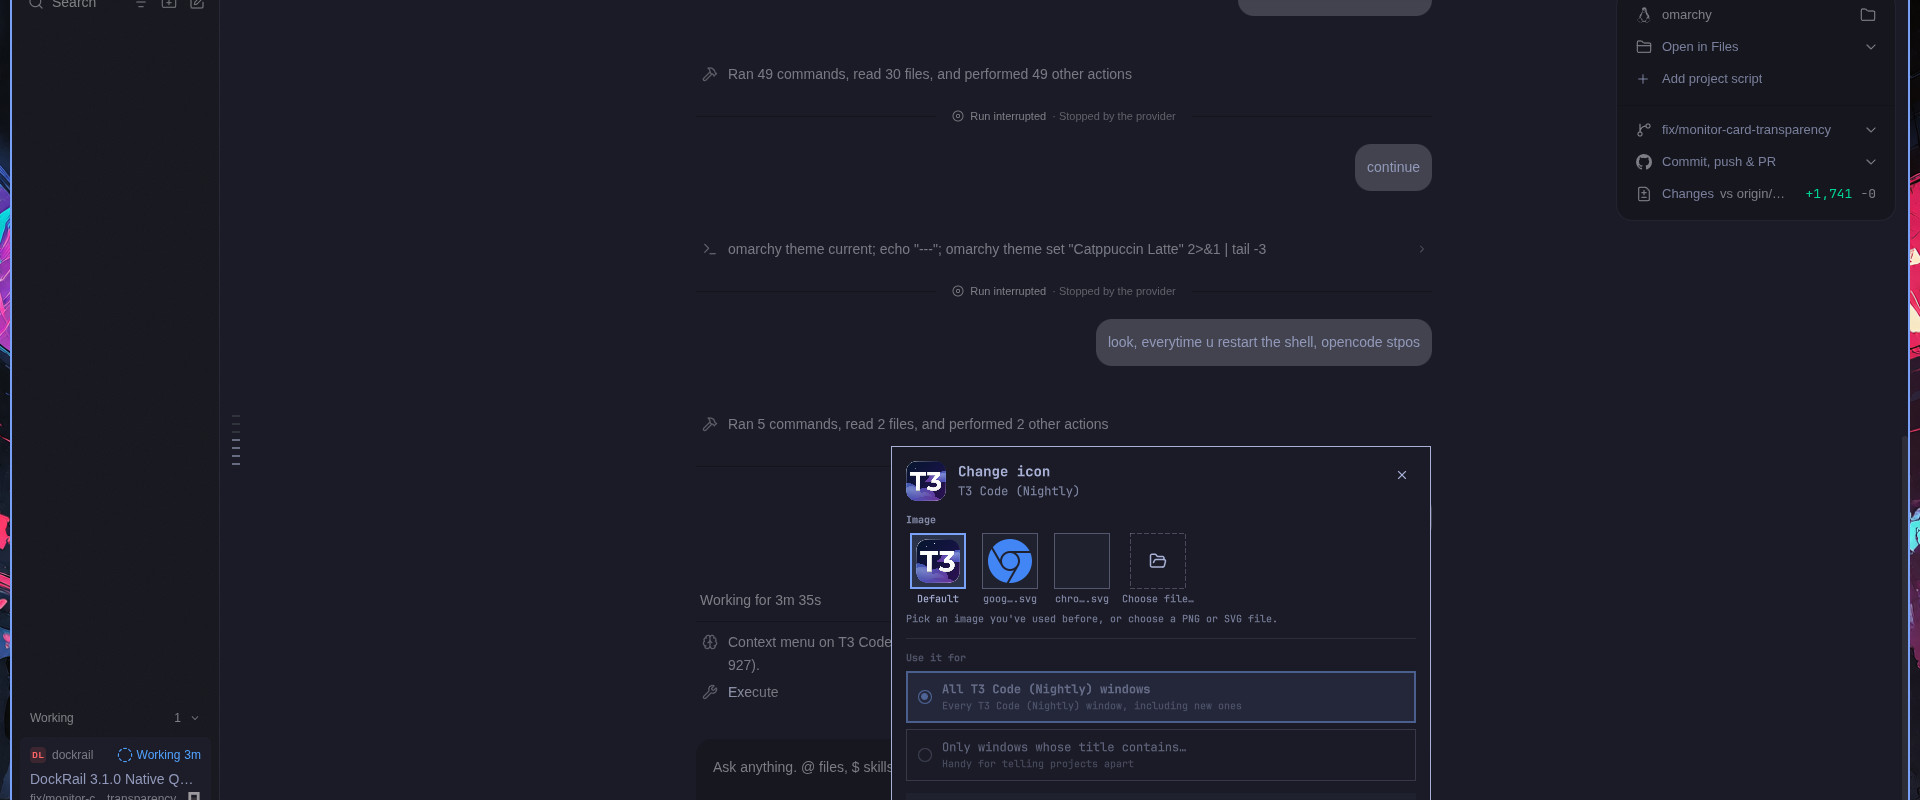 Search
omarchy
Open in Files
Ran 49 commands, read 30 files, and performed 49 other actions
Add project script
Run interrupted · Stopped by the provider
fix/monitor-card-transparency
continue
Commit, push & PR
Changes vs origin/… +1,741 -0
omarchy theme current; echo "---"; omarchy theme set "Catppuccin Latte" 2>&1 | tail -3
Run interrupted · Stopped by the provider
look, everytime u restart the shell, opencode stpos
Ran 5 commands, read 2 files, and performed 2 other actions
T3
Change icon
T3 Code (Nightly)
Image
T3
Default goog….svg chro….svg Choose file…
Pick an image you've used before, or choose a PNG or SVG file.
Working for 3m 35s
Context menu on T3 Code
927).
Execute
Use it for
All T3 Code (Nightly) windows
Every T3 Code (Nightly) window, including new ones
Only windows whose title contains…
Handy for telling projects apart
Working 1
DL dockrail Working 3m
DockRail 3.1.0 Native Q…
fix/monitor-c…transparency
Ask anything. @ files, $ skills